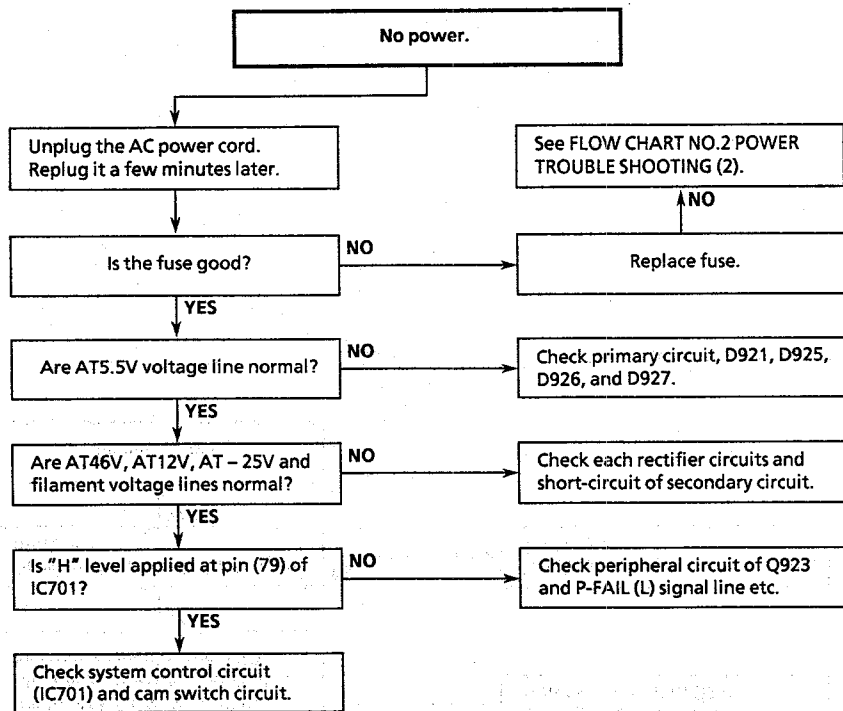 No power.
Unplug the AC power cord.
Replug it a few minutes later.
See FLOW CHART NO.2 POWER
TROUBLE SHOOTING (2).
NO
Is the fuse good?
NO
Replace fuse.
YES
Are AT5.5V voltage line normal?
NO
Check primary circuit, D921, D925,
D926, and D927.
YES
Are AT46V, AT12V, AT – 25V and
filament voltage lines normal?
NO
Check each rectifier circuits and
short-circuit of secondary circuit.
YES
Is "H" level applied at pin (79) of
IC701?
NO
Check peripheral circuit of Q923
and P-FAIL (L) signal line etc.
YES
Check system control circuit
(IC701) and cam switch circuit.